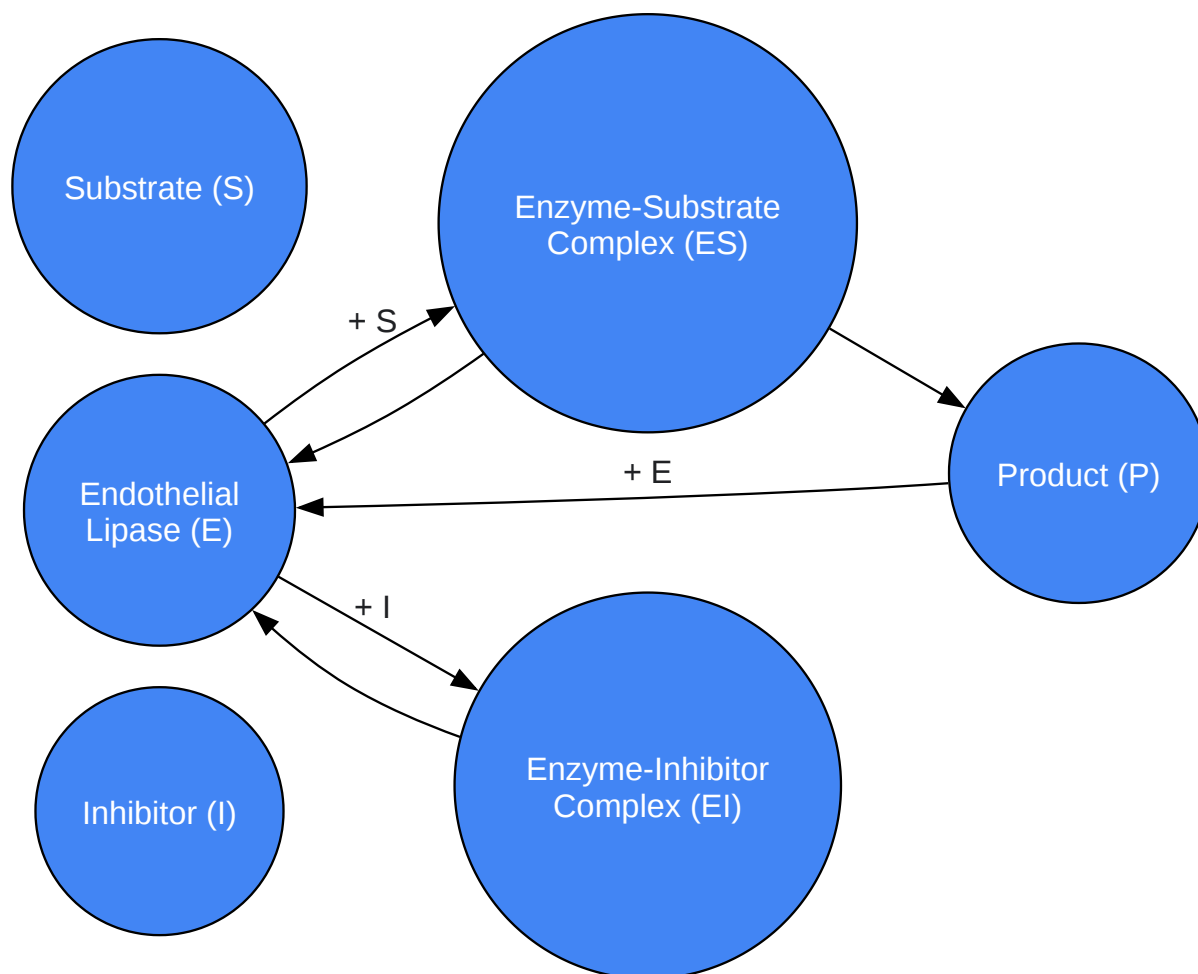 Substrate (S)
Enzyme-Substrate
Complex (ES)
+ S
+ E
Product (P)
Endothelial
Lipase (E)
+ I
Enzyme-Inhibitor
Complex (EI)
Inhibitor (I)